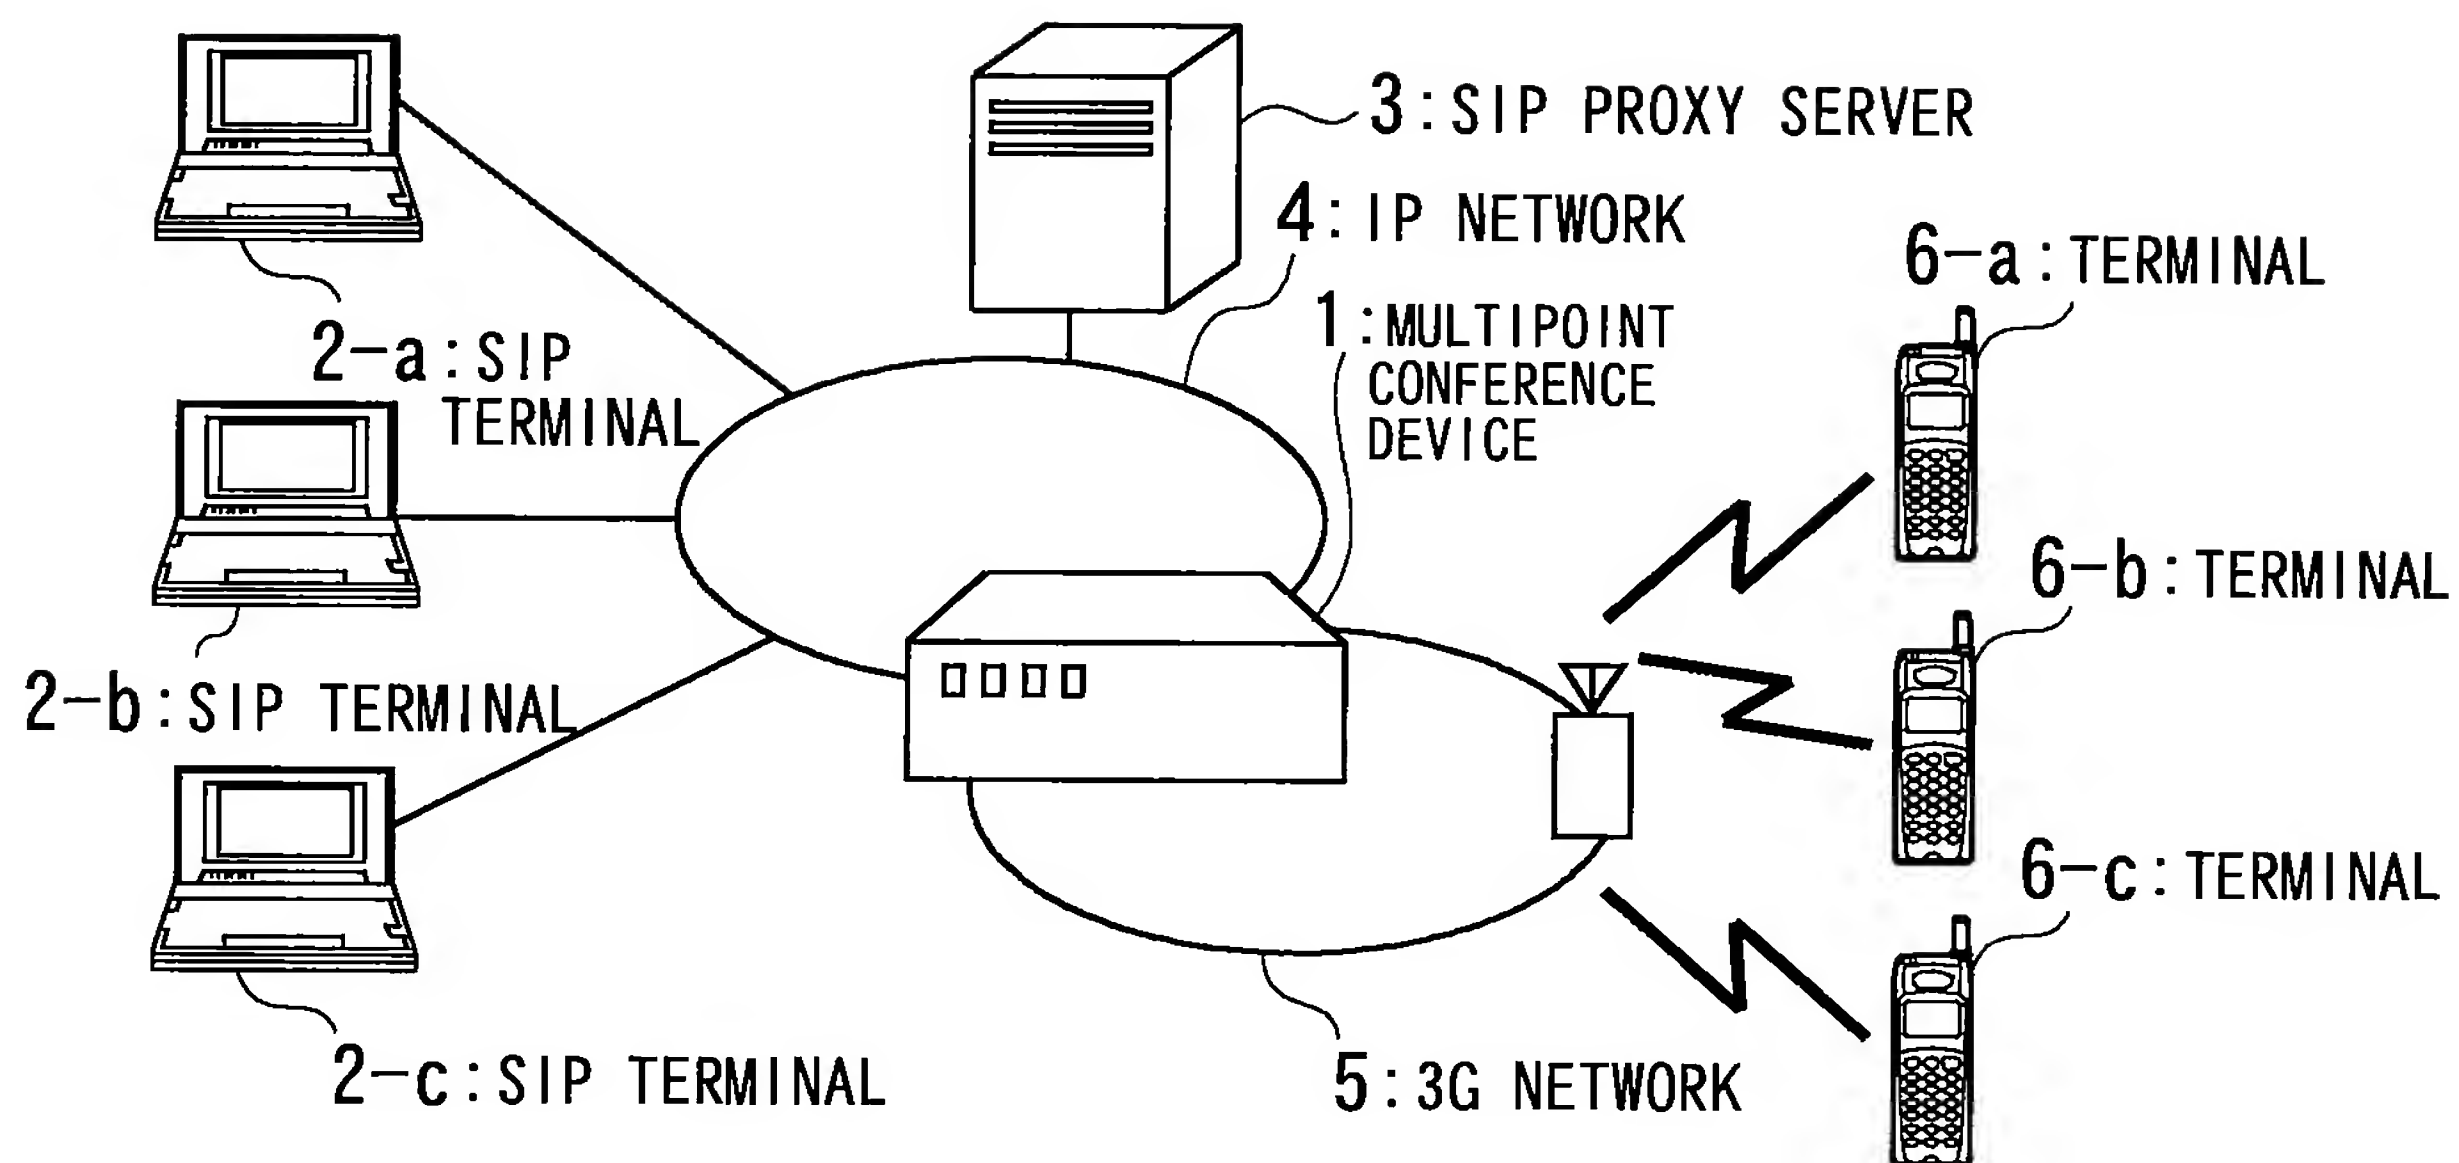 3:SIP PROXY SERVER
4:IP NETWORK
6-a:TERMINAL
1:MULTIPOINT
CONFERENCE
DEVICE
2-a:SIP
TERMINAL
6-b:TERMINAL
2-b:SIP TERMINAL
6-c:TERMINAL
2-c:SIP TERMINAL
5:3G NETWORK